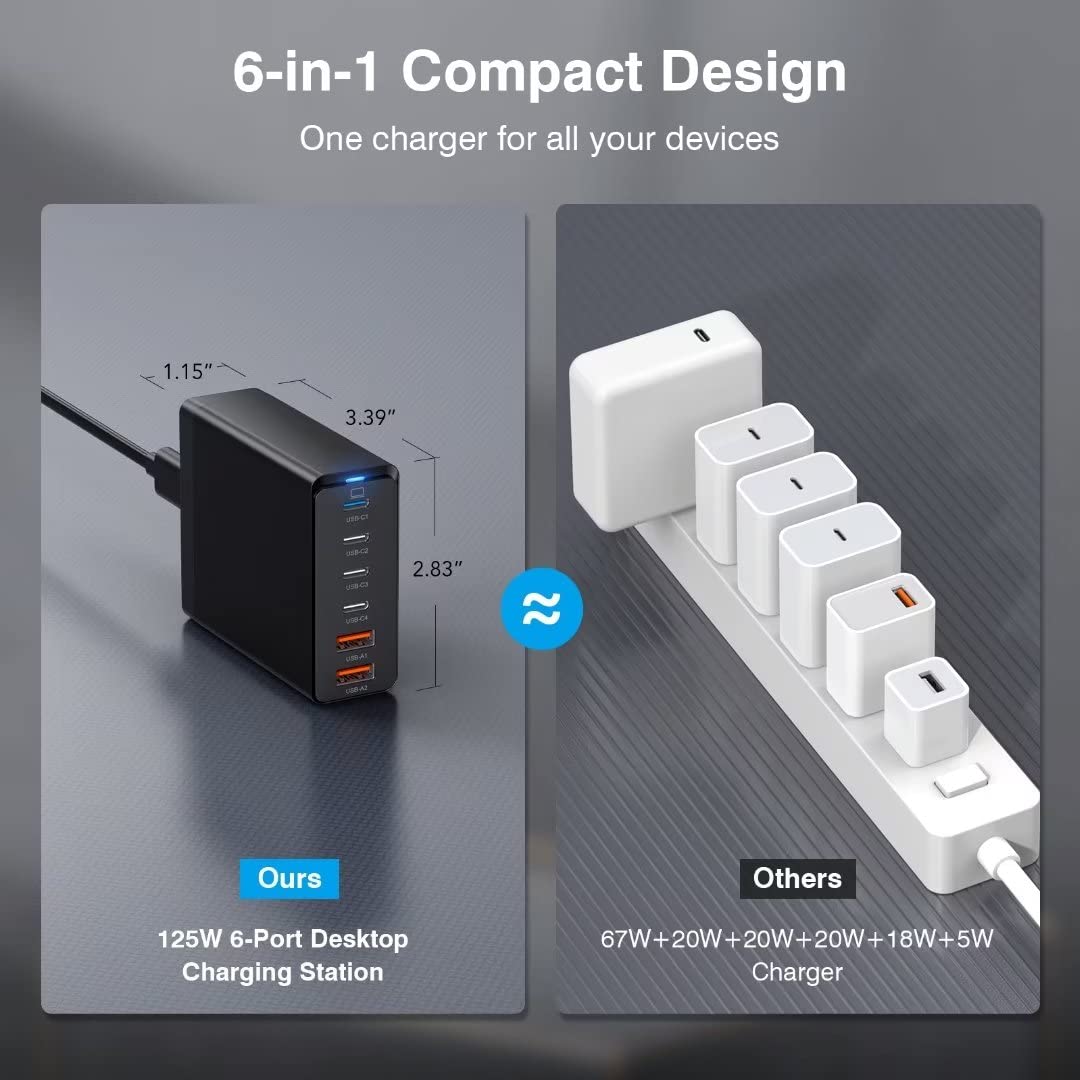 6-in-1 Compact Design
One charger for all your devices
1.15”
3.39”
2.83”
USB-C1
USB-C2
USB-C3
USB-C4
USB-A1
USB-A2
≈
Ours
125W 6-Port Desktop
Charging Station
Others
67W+20W+20W+20W+18W+5W
Charger